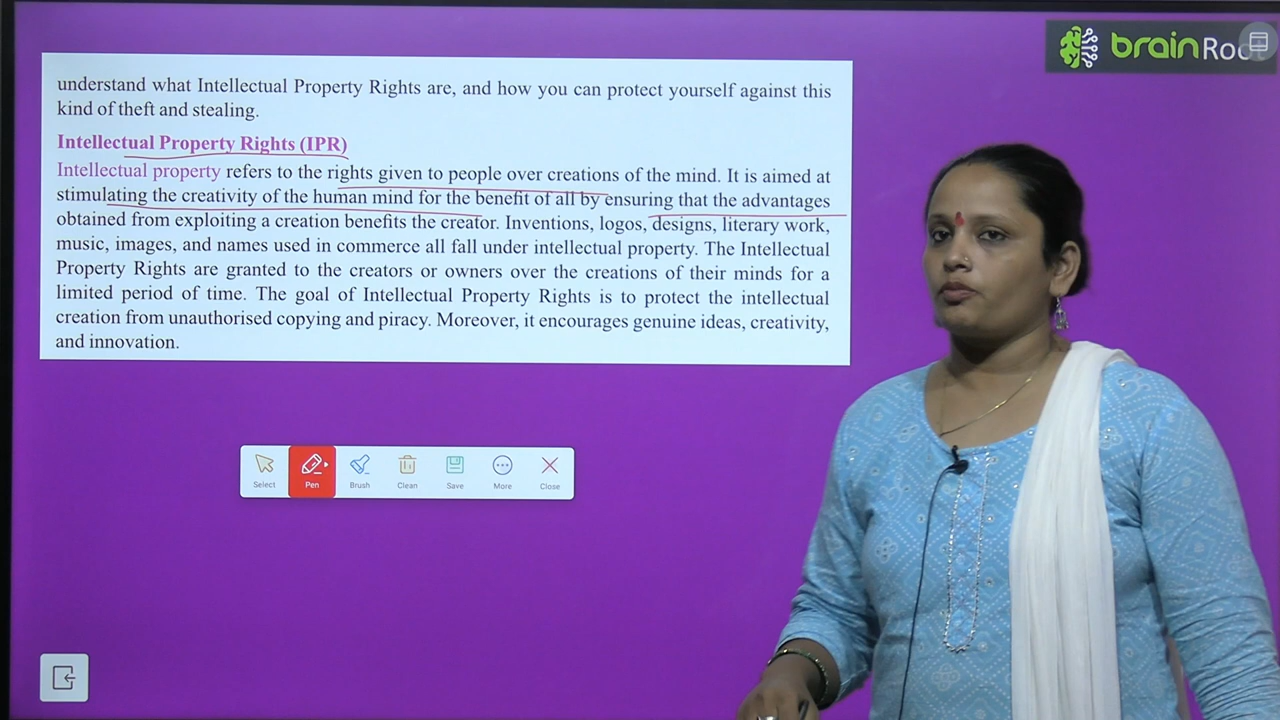 brainRoot
understand what Intellectual Property Rights are, and how you can protect yourself against this
kind of theft and stealing.
Intellectual Property Rights (IPR)
Intellectual property refers to the rights given to people over creations of the mind. It is aimed at
stimulating the creativity of the human mind for the benefit of all by ensuring that the advantages
obtained from exploiting a creation benefits the creator. Inventions, logos, designs, literary work,
music, images, and names used in commerce all fall under intellectual property. The Intellectual
Property Rights are granted to the creators or owners over the creations of their minds for a
limited period of time. The goal of Intellectual Property Rights is to protect the intellectual
creation from unauthorised copying and piracy. Moreover, it encourages genuine ideas, creativity,
and innovation.
Select Pen Brush Clean Save More Close